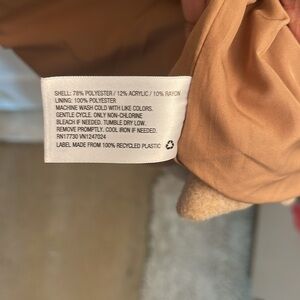 SHELL: 78% POLYESTER / 12% ACRYLIC / 10% RAYON
LINING: 100% POLYESTER
MACHINE WASH COLD WITH LIKE COLORS.
GENTLE CYCLE. ONLY NON-CHLORINE
BLEACH IF NEEDED. TUMBLE DRY LOW.
REMOVE PROMPTLY. COOL IRON IF NEEDED.
RN17730 VN1247024
LABEL MADE FROM 100% RECYCLED PLASTIC